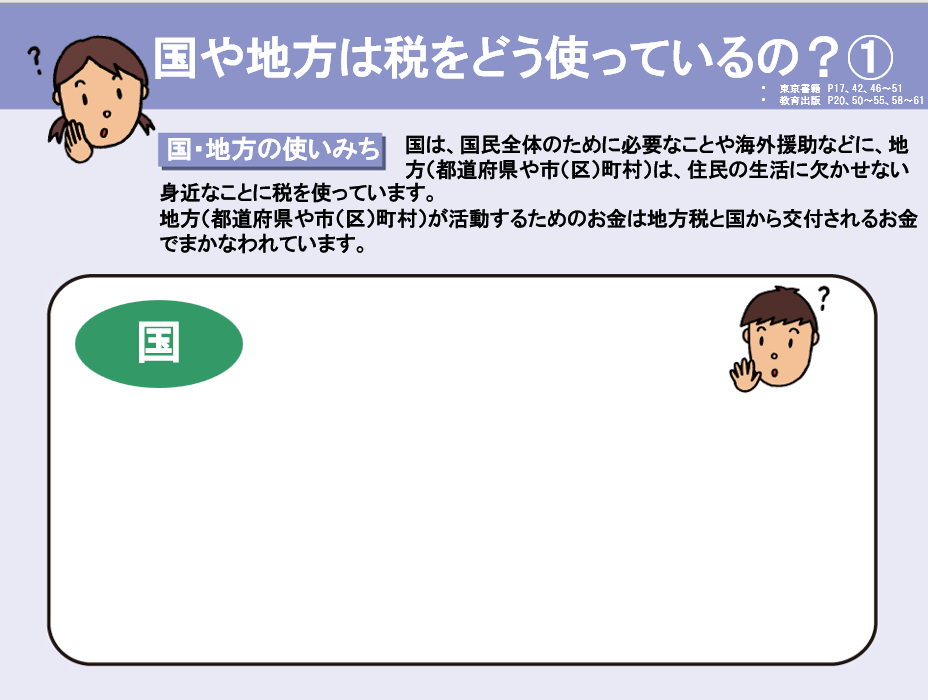 国や地方は税をどう使っているの？①
• 東京書籍 P17、42、46～51
• 教育出版 P20、50～55、58～61
国・地方の使いみち
国は、国民全体のために必要なことや海外援助などに、地
方（都道府県や市（区）町村）は、住民の生活に欠かせない
身近なことに税を使っています。
地方（都道府県や市（区）町村）が活動するためのお金は地方税と国から交付されるお金
でまかなわれています。
国
?
?